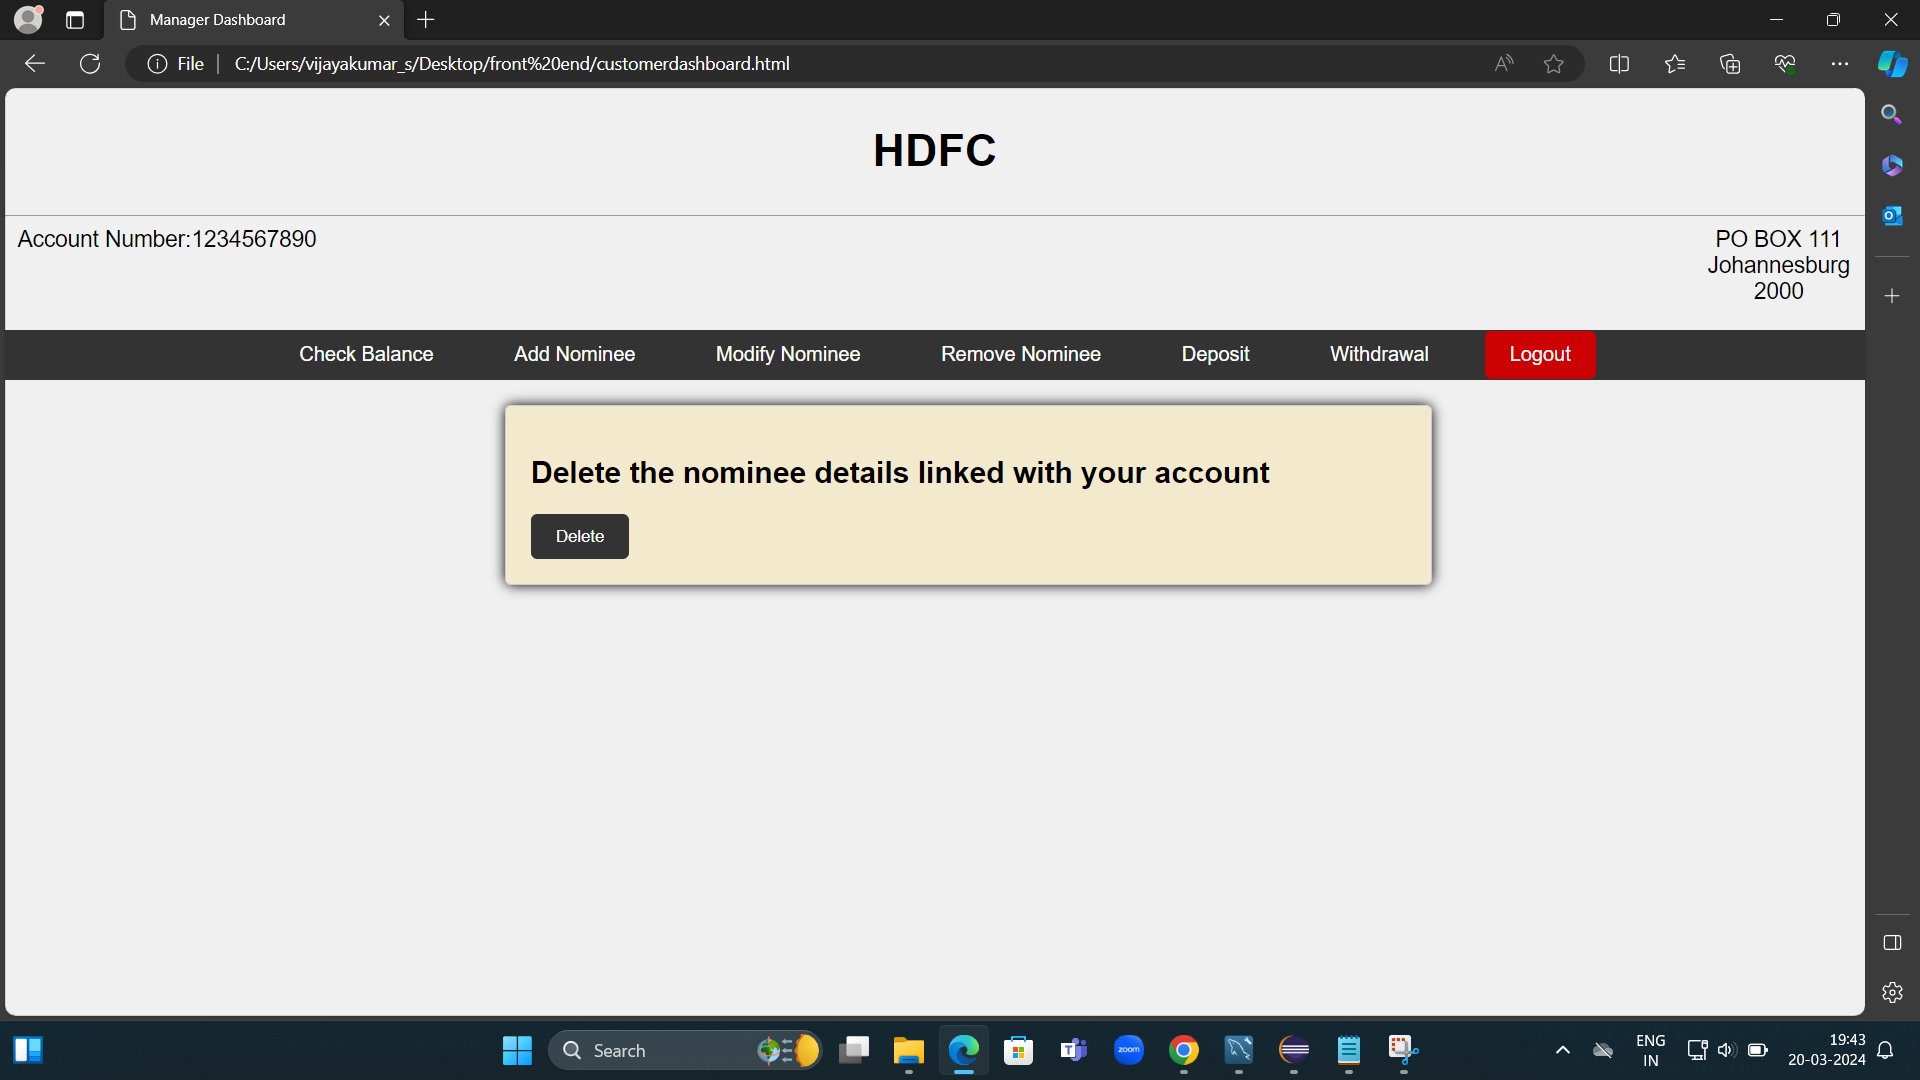 Manager Dashboard
File
C:/Users/vijayakumar_s/Desktop/front%20end/customerdashboard.html
HDFC
Account Number:1234567890
PO BOX 111
Johannesburg
2000
Check Balance
Add Nominee
Modify Nominee
Remove Nominee
Deposit
Withdrawal
Logout
Delete the nominee details linked with your account
Delete
Search
zoom
ENG
IN
19:43
20-03-2024